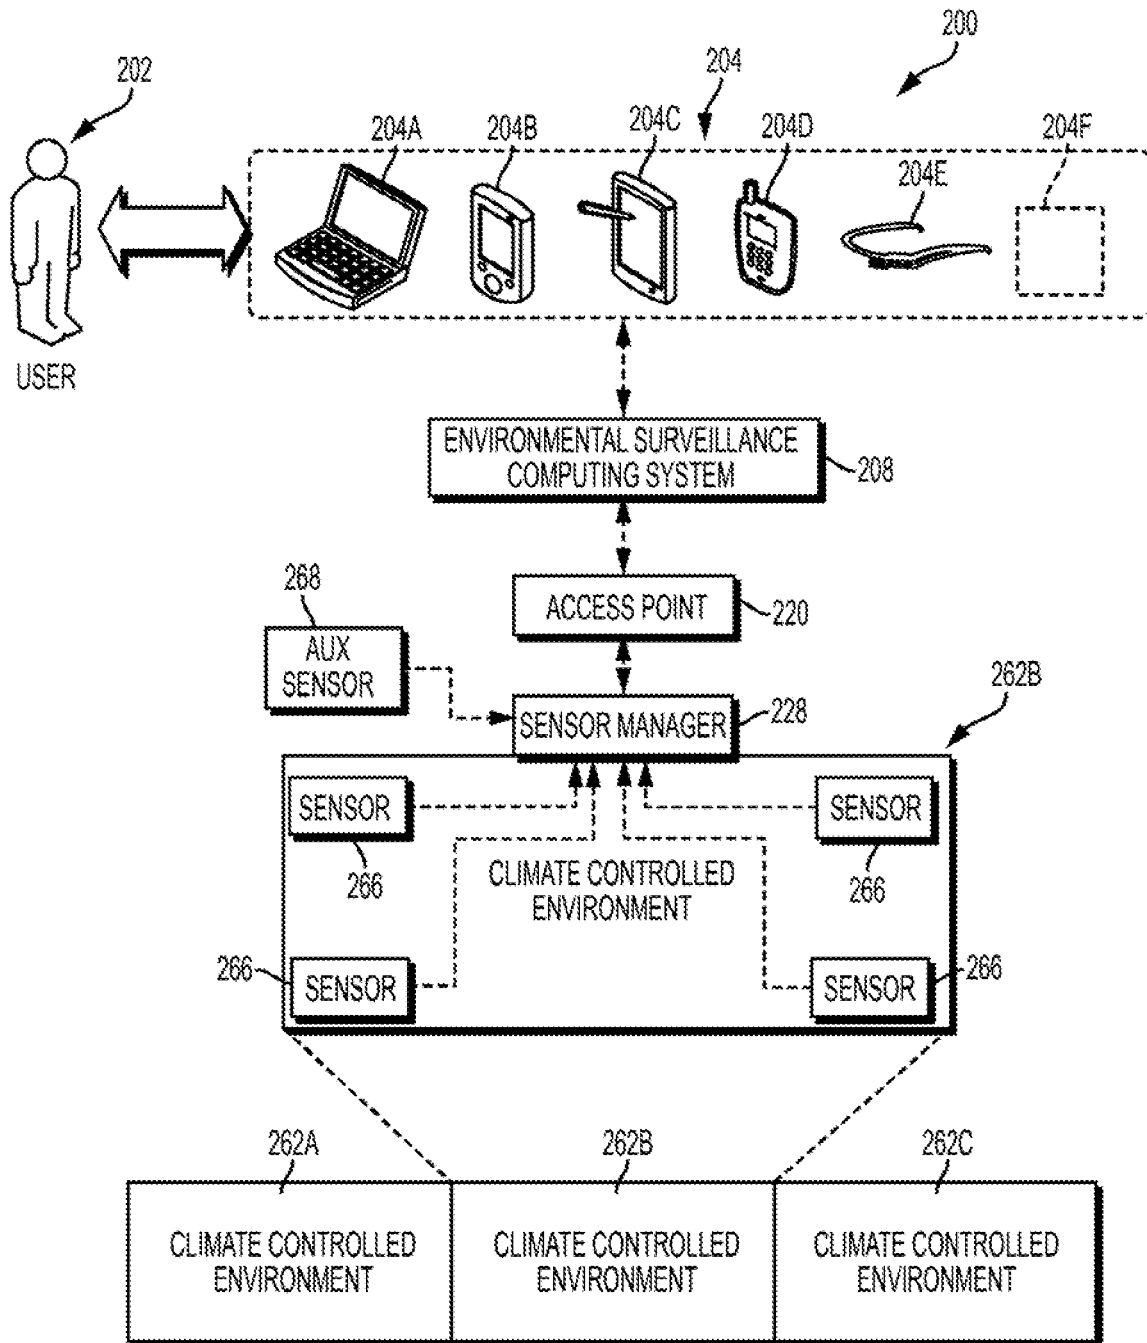 200
202
204
204A
204B
204C
204D
204E
204F
USER
ENVIRONMENTAL SURVEILLANCE
COMPUTING SYSTEM
208
268
ACCESS POINT
220
AUX
SENSOR
262B
SENSOR MANAGER
228
SENSOR
SENSOR
266
266
CLIMATE CONTROLLED
ENVIRONMENT
266
SENSOR
SENSOR
266
262A
262B
262C
CLIMATE CONTROLLED
ENVIRONMENT
CLIMATE CONTROLLED
ENVIRONMENT
CLIMATE CONTROLLED
ENVIRONMENT